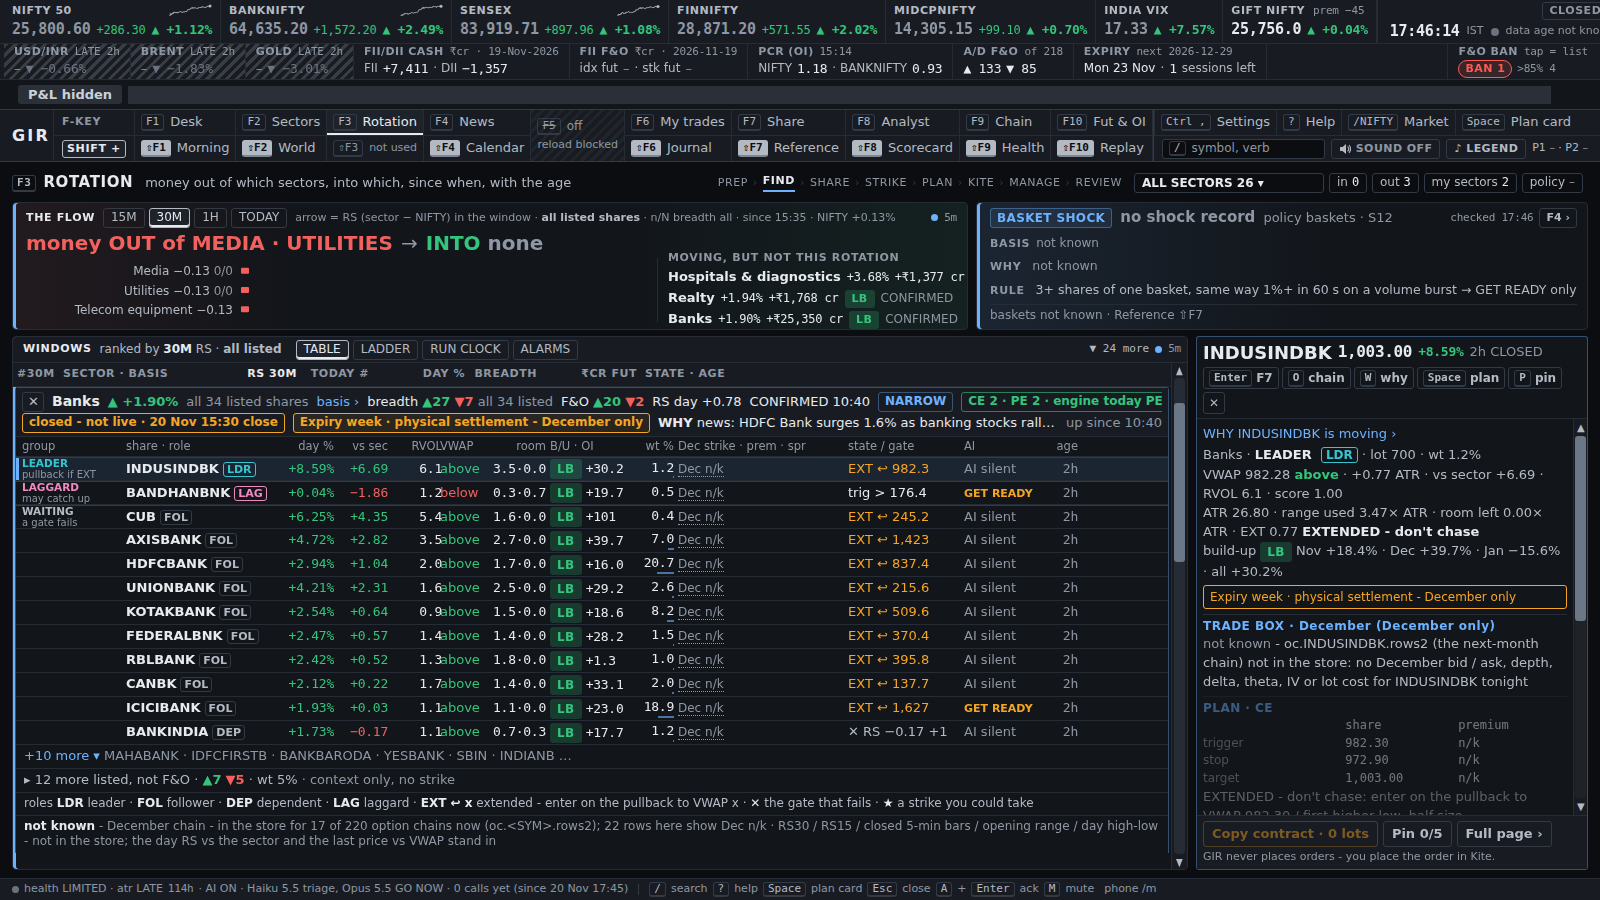 NIFTY 50
25,800.60 +286.30 ▲ +1.12%
BANKNIFTY
64,635.20 +1,572.20 ▲ +2.49%
SENSEX
83,919.71 +897.96 ▲ +1.08%
FINNIFTY
28,871.20 +571.55 ▲ +2.02%
MIDCPNIFTY
14,305.15 +99.10 ▲ +0.70%
INDIA VIX
17.33 ▲ +7.57%
GIFT NIFTY prem −45
25,756.0 ▲ +0.04%
CLOSED
17:46:14 IST ● data age not kno
USD/INR LATE 2h
– ▼ −0.66%
BRENT LATE 2h
– ▼ −1.83%
GOLD LATE 2h
– ▼ −3.01%
FII/DII CASH ₹cr · 19-Nov-2026
FII +7,411 · DII −1,357
FII F&O ₹cr · 2026-11-19
idx fut – · stk fut –
PCR (OI) 15:14
NIFTY 1.18 · BANKNIFTY 0.93
A/D F&O of 218
▲ 133 ▼ 85
EXPIRY next 2026-12-29
Mon 23 Nov · 1 sessions left
F&O BAN tap = list
BAN 1 >85% 4
P&L hidden
GIR
F-KEY
F1 Desk
F2 Sectors
F3 Rotation
F4 News
F5 off
reload blocked
F6 My trades
F7 Share
F8 Analyst
F9 Chain
F10 Fut & OI
Ctrl , Settings
? Help
/NIFTY Market
Space Plan card
SHIFT +
⇧F1 Morning
⇧F2 World
⇧F3 not used
⇧F4 Calendar
⇧F6 Journal
⇧F7 Reference
⇧F8 Scorecard
⇧F9 Health
⇧F10 Replay
/ symbol, verb
SOUND OFF
♪ LEGEND
P1 – · P2 –
F3 ROTATION money out of which sectors, into which, since when, with the age
PREP › FIND › SHARE › STRIKE › PLAN › KITE › MANAGE › REVIEW
ALL SECTORS 26 ▾
in 0
out 3
my sectors 2
policy –
THE FLOW 15M 30M 1H TODAY arrow = RS (sector − NIFTY) in the window · all listed shares · n/N breadth all · since 15:35 · NIFTY +0.13% ● 5m
money OUT of MEDIA · UTILITIES → INTO none
Media −0.13 0/0
Utilities −0.13 0/0
Telecom equipment −0.13
MOVING, BUT NOT THIS ROTATION
Hospitals & diagnostics +3.68% +₹1,377 cr
Realty +1.94% +₹1,768 cr LB CONFIRMED
Banks +1.90% +₹25,350 cr LB CONFIRMED
BASKET SHOCK no shock record policy baskets · S12 checked 17:46 F4 ›
BASIS not known
WHY not known
RULE 3+ shares of one basket, same way 1%+ in 60 s on a volume burst → GET READY only
baskets not known · Reference ⇧F7
WINDOWS ranked by 30M RS · all listed TABLE LADDER RUN CLOCK ALARMS ▼ 24 more ● 5m
#30M SECTOR · BASIS RS 30M TODAY # DAY % BREADTH ₹CR FUT STATE · AGE
✕ Banks ▲ +1.90% all 34 listed shares basis › breadth ▲27 ▼7 all 34 listed F&O ▲20 ▼2 RS day +0.78 CONFIRMED 10:40 NARROW CE 2 · PE 2 · engine today PE
closed - not live · 20 Nov 15:30 close Expiry week · physical settlement - December only WHY news: HDFC Bank surges 1.6% as banking stocks rall… up since 10:40
group share · role day % vs sec RVOL VWAP room B/U · OI wt % Dec strike · prem · spr state / gate AI age
LEADER
pullback if EXT
INDUSINDBK LDR +8.59% +6.69 6.1 above 3.5·0.0 LB +30.2 1.2 Dec n/k EXT ↩ 982.3 AI silent 2h
LAGGARD
may catch up
BANDHANBNK LAG +0.04% −1.86 1.2 below 0.3·0.7 LB +19.7 0.5 Dec n/k trig > 176.4 GET READY 2h
WAITING
a gate fails
CUB FOL +6.25% +4.35 5.4 above 1.6·0.0 LB +101 0.4 Dec n/k EXT ↩ 245.2 AI silent 2h
AXISBANK FOL +4.72% +2.82 3.5 above 2.7·0.0 LB +39.7 7.0 Dec n/k EXT ↩ 1,423 AI silent 2h
HDFCBANK FOL +2.94% +1.04 2.0 above 1.7·0.0 LB +16.0 20.7 Dec n/k EXT ↩ 837.4 AI silent 2h
UNIONBANK FOL +4.21% +2.31 1.6 above 2.5·0.0 LB +29.2 2.6 Dec n/k EXT ↩ 215.6 AI silent 2h
KOTAKBANK FOL +2.54% +0.64 0.9 above 1.5·0.0 LB +18.6 8.2 Dec n/k EXT ↩ 509.6 AI silent 2h
FEDERALBNK FOL +2.47% +0.57 1.4 above 1.4·0.0 LB +28.2 1.5 Dec n/k EXT ↩ 370.4 AI silent 2h
RBLBANK FOL +2.42% +0.52 1.3 above 1.8·0.0 LB +1.3 1.0 Dec n/k EXT ↩ 395.8 AI silent 2h
CANBK FOL +2.12% +0.22 1.7 above 1.4·0.0 LB +33.1 2.0 Dec n/k EXT ↩ 137.7 AI silent 2h
ICICIBANK FOL +1.93% +0.03 1.1 above 1.1·0.0 LB +23.0 18.9 Dec n/k EXT ↩ 1,627 GET READY 2h
BANKINDIA DEP +1.73% −0.17 1.1 above 0.7·0.3 LB +17.7 1.2 Dec n/k ✕ RS −0.17 +1 AI silent 2h
+10 more ▾ MAHABANK · IDFCFIRSTB · BANKBARODA · YESBANK · SBIN · INDIANB …
▸ 12 more listed, not F&O · ▲7 ▼5 · wt 5% · context only, no strike
roles LDR leader · FOL follower · DEP dependent · LAG laggard · EXT ↩ x extended - enter on the pullback to VWAP x · ✕ the gate that fails · ★ a strike you could take
not known - December chain - in the store for 17 of 220 option chains now (oc.<SYM>.rows2); 22 rows here show Dec n/k · RS30 / RS15 / closed 5-min bars / opening range / day high-low
- not in the store; the day RS vs the sector and the last price vs VWAP stand in
INDUSINDBK 1,003.00 +8.59% 2h CLOSED
Enter F7 O chain W why Space plan P pin
✕
WHY INDUSINDBK is moving ›
Banks · LEADER LDR · lot 700 · wt 1.2%
VWAP 982.28 above · +0.77 ATR · vs sector +6.69 ·
RVOL 6.1 · score 1.00
ATR 26.80 · range used 3.47× ATR · room left 0.00×
ATR · EXT 0.77 EXTENDED - don't chase
build-up LB Nov +18.4% · Dec +39.7% · Jan −15.6%
· all +30.2%
Expiry week · physical settlement - December only
TRADE BOX · December (December only)
not known - oc.INDUSINDBK.rows2 (the next-month
chain) not in the store: no December bid / ask, depth,
delta, theta, IV or lot cost for INDUSINDBK tonight
PLAN · CE
share premium
trigger 982.30 n/k
stop 972.90 n/k
target 1,003.00 n/k
EXTENDED - don't chase: enter on the pullback to
Copy contract · 0 lots Pin 0/5 Full page ›
GIR never places orders - you place the order in Kite.
● health LIMITED · atr LATE 114h · AI ON · Haiku 5.5 triage, Opus 5.5 GO NOW · 0 calls yet (since 20 Nov 17:45) / search ? help Space plan card Esc close A + Enter ack M mute phone /m